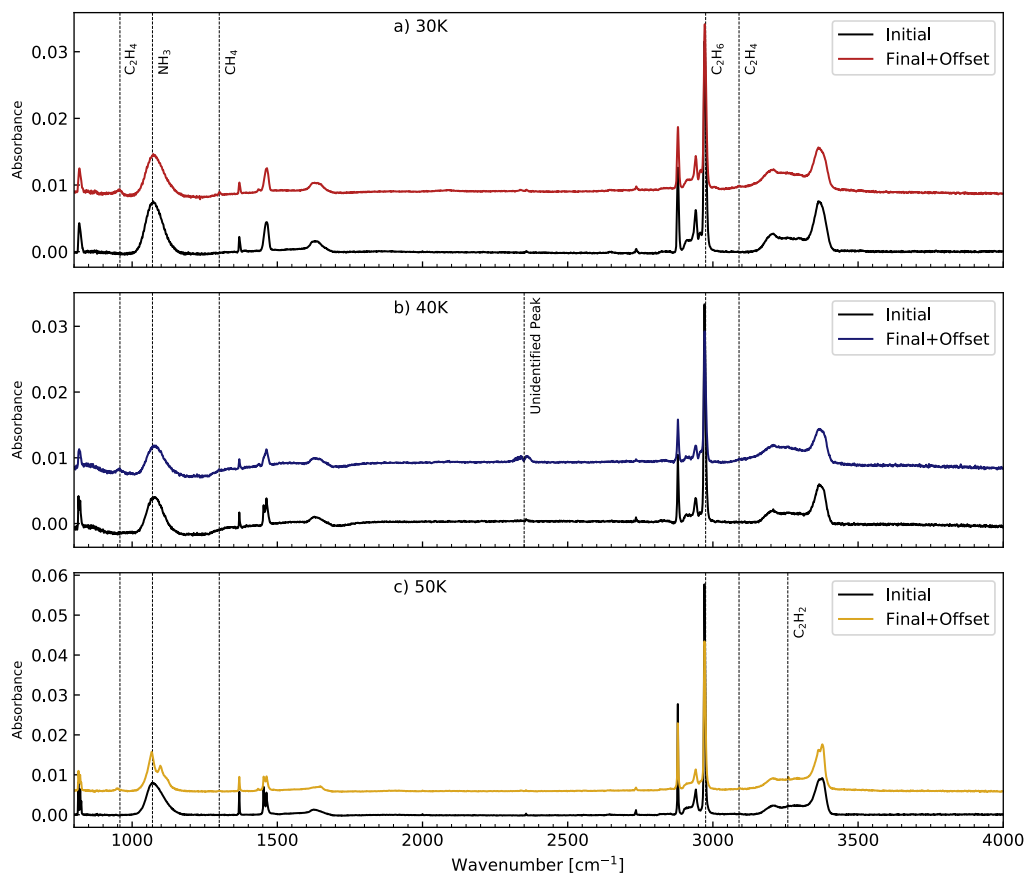 a) 30K
Initial
Final+Offset
C₂H₄
NH₃
CH₄
C₂H₆
C₂H₄
Absorbance
0.03
0.02
0.01
0.00
b) 40K
Initial
Final+Offset
Unidentified Peak
Absorbance
0.03
0.02
0.01
0.00
c) 50K
Initial
Final+Offset
C₂H₂
Absorbance
0.06
0.05
0.04
0.03
0.02
0.01
0.00
1000 1500 2000 2500 3000 3500 4000
Wavenumber [cm⁻¹]